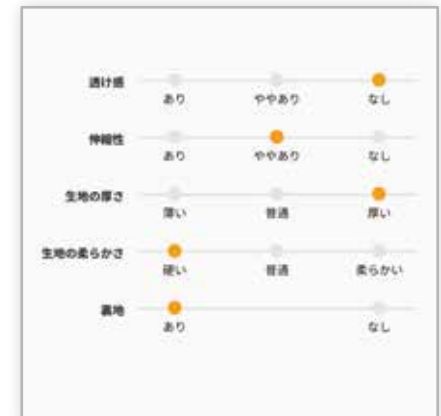 透け感
あり ややあり なし
伸縮性
あり ややあり なし
生地の厚さ
薄い 普通 厚い
生地の柔らかさ
硬い 普通 柔らかい
裏地
あり なし